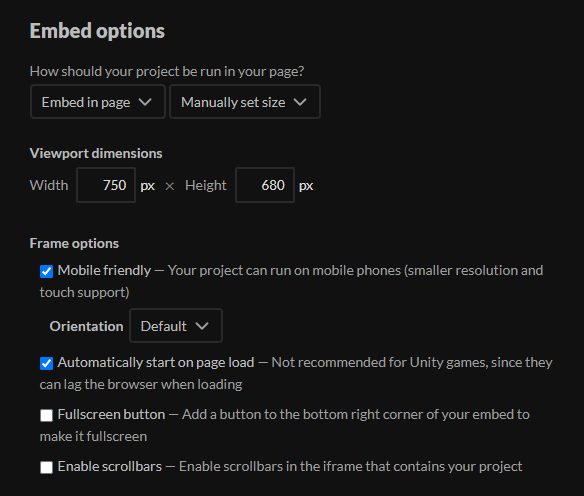 Embed options
How should your project be run in your page?
Embed in page Manually set size
Viewport dimensions
Width 750 px × Height 680 px
Frame options
Mobile friendly — Your project can run on mobile phones (smaller resolution and
touch support)
Orientation Default
Automatically start on page load — Not recommended for Unity games, since they
can lag the browser when loading
Fullscreen button — Add a button to the bottom right corner of your embed to
make it fullscreen
Enable scrollbars — Enable scrollbars in the iframe that contains your project